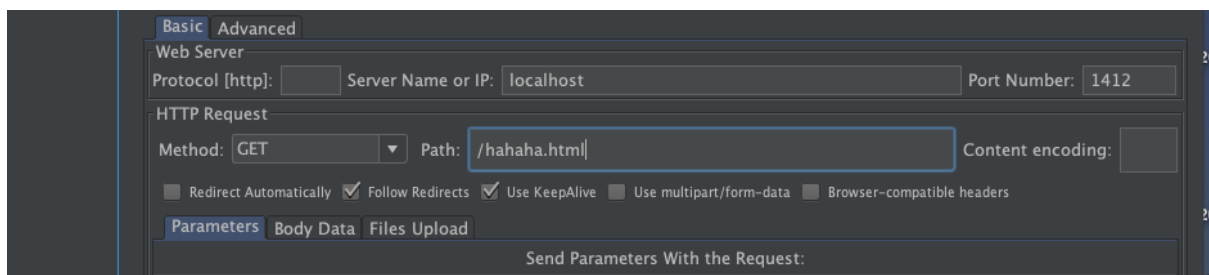 Basic Advanced
Web Server
Protocol [http]: Server Name or IP: localhost Port Number: 1412
HTTP Request
Method: GET Path: /hahaha.html Content encoding:
Redirect Automatically Follow Redirects Use KeepAlive Use multipart/form-data Browser-compatible headers
Parameters Body Data Files Upload
Send Parameters With the Request: